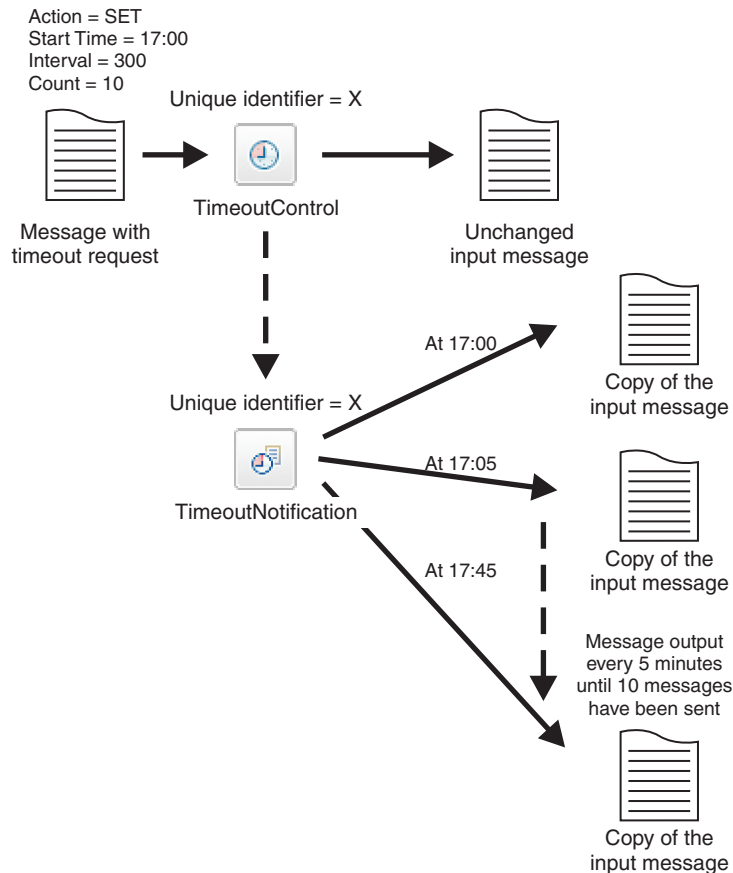 Action = SET
Start Time = 17:00
Interval = 300
Count = 10
Unique identifier = X
TimeoutControl
Message with
timeout request
Unchanged
input message
At 17:00
Copy of the
input message
Unique identifier = X
TimeoutNotification
At 17:05
Copy of the
input message
At 17:45
Message output
every 5 minutes
until 10 messages
have been sent
Copy of the
input message